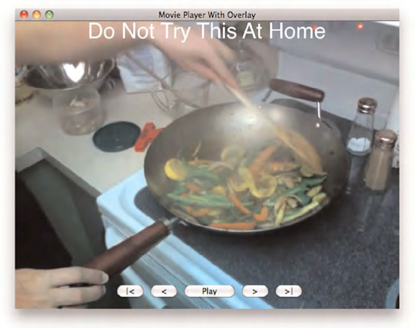 Movie Player With Overlay
Do Not Try This At Home
|< < Play > >|